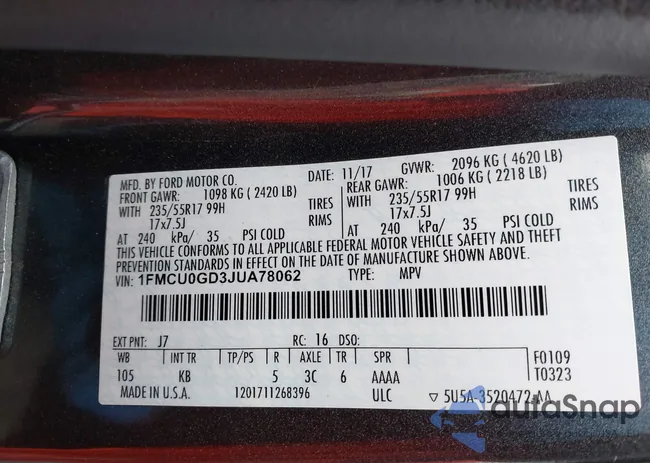 MFD. BY FORD MOTOR CO.
DATE: 11/17 GVWR: 2096 KG ( 4620 LB)
FRONT GAWR: 1098 KG ( 2420 LB)
REAR GAWR: 1006 KG ( 2218 LB)
WITH 235/55R17 99H TIRES
WITH 235/55R17 99H TIRES
17x7.5J RIMS
17x7.5J RIMS
AT 240 kPa/ 35 PSI COLD
AT 240 kPa/ 35 PSI COLD
THIS VEHICLE CONFORMS TO ALL APPLICABLE FEDERAL MOTOR VEHICLE SAFETY AND THEFT
PREVENTION STANDARDS IN EFFECT ON THE DATE OF MANUFACTURE SHOWN ABOVE.
VIN: 1FMCU0GD3JUA78062 TYPE: MPV
EXT PNT: J7 RC: 16 DSO:
WB INT TR TP/PS R AXLE TR SPR
105 KB 5 3C 6 AAAA
F0109
T0323
MADE IN U.S.A. 1201711268396 ULC ▽ 5U5A-3520472-AA
autoSnap